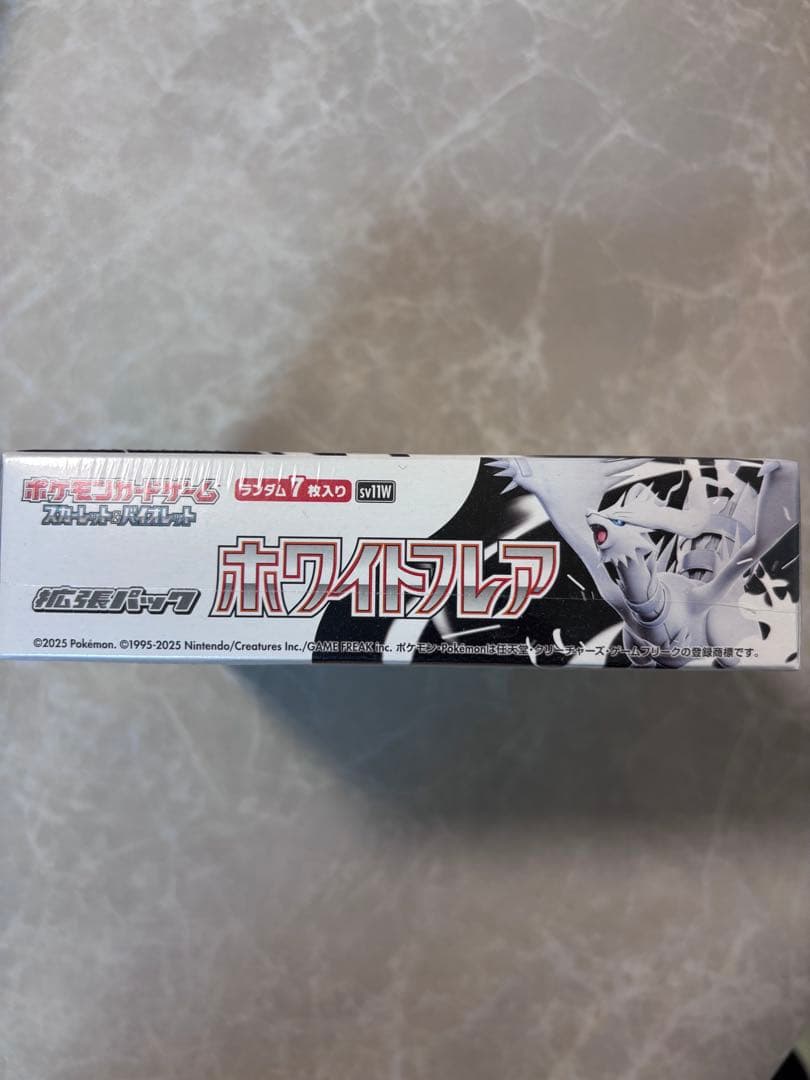 ポケモンカードゲーム
スカーレット&バイオレット
ランダム7枚入り
sv11W
拡張パック
ホワイトフレア
©2025 Pokémon. ©1995-2025 Nintendo/Creatures Inc./GAME FREAK inc. ポケモン・Pokémonは任天堂・クリーチャーズ・ゲームフリークの登録商標です。